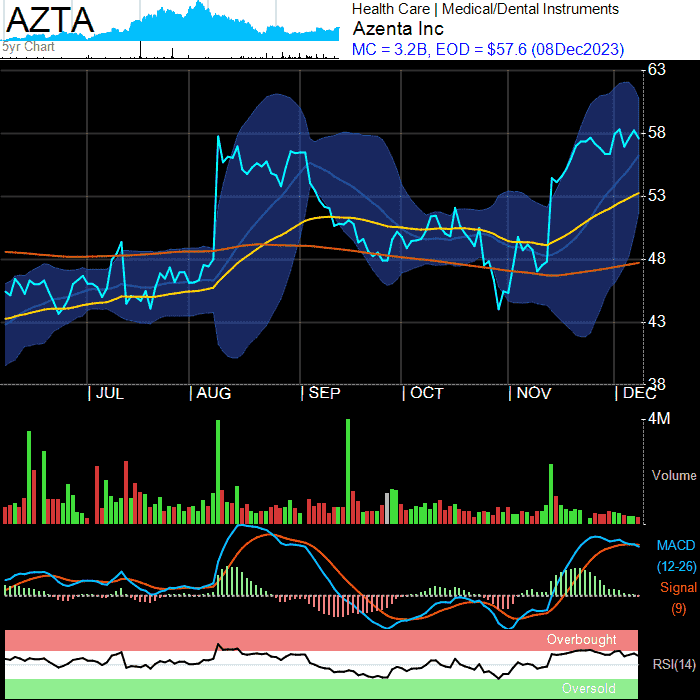 AZTA
5yr Chart
Health Care | Medical/Dental Instruments
Azenta Inc
MC = 3.2B, EOD = $57.6 (08Dec2023)
63
58
53
48
43
38
| JUL | AUG | SEP | OCT | NOV | DEC
4M
Volume
MACD
(12-26)
Signal
(9)
Overbought
RSI(14)
Oversold